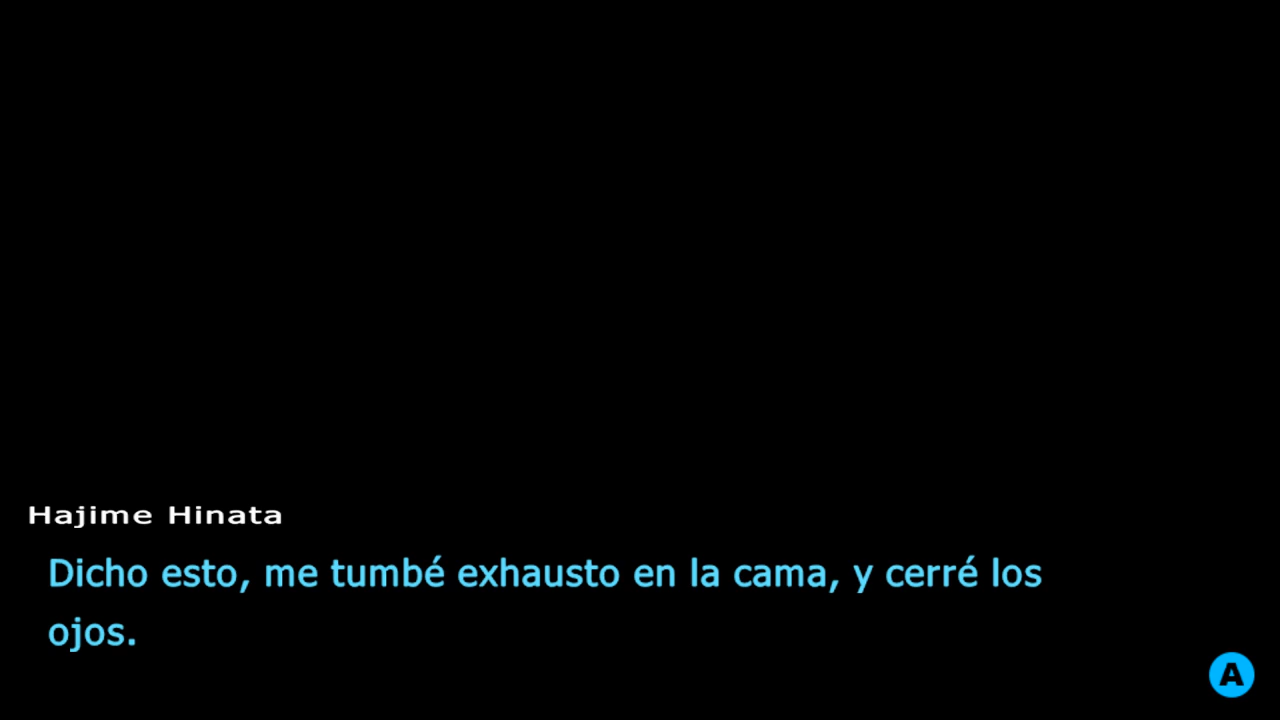 Hajime Hinata
Dicho esto, me tumbé exhausto en la cama, y cerré los
ojos.
A